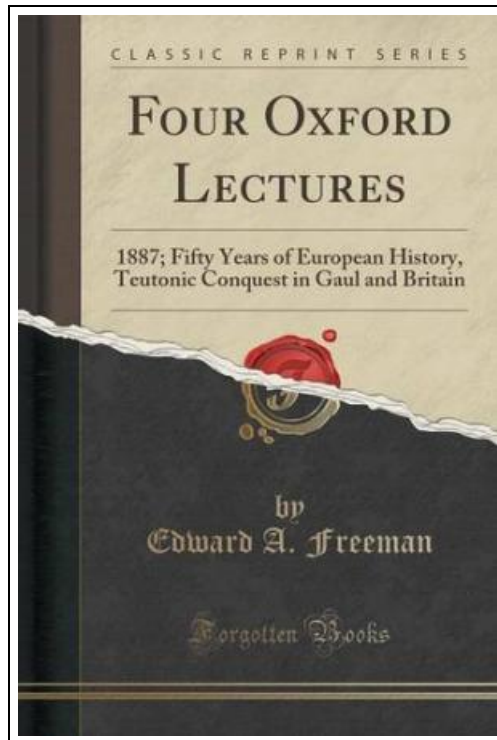 CLASSIC REPRINT SERIES
FOUR OXFORD
LECTURES
1887; Fifty Years of European History,
Teutonic Conquest in Gaul and Britain
by
Edward A. Freeman
Forgotten Books